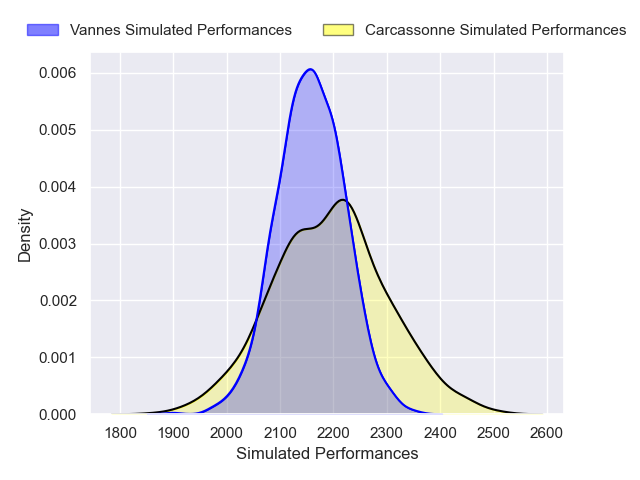 Vannes Simulated Performances Carcassonne Simulated Performances
0.006
0.005
0.004
0.003
0.002
0.001
0.000
Density
1800 1900 2000 2100 2200 2300 2400 2500 2600
Simulated Performances